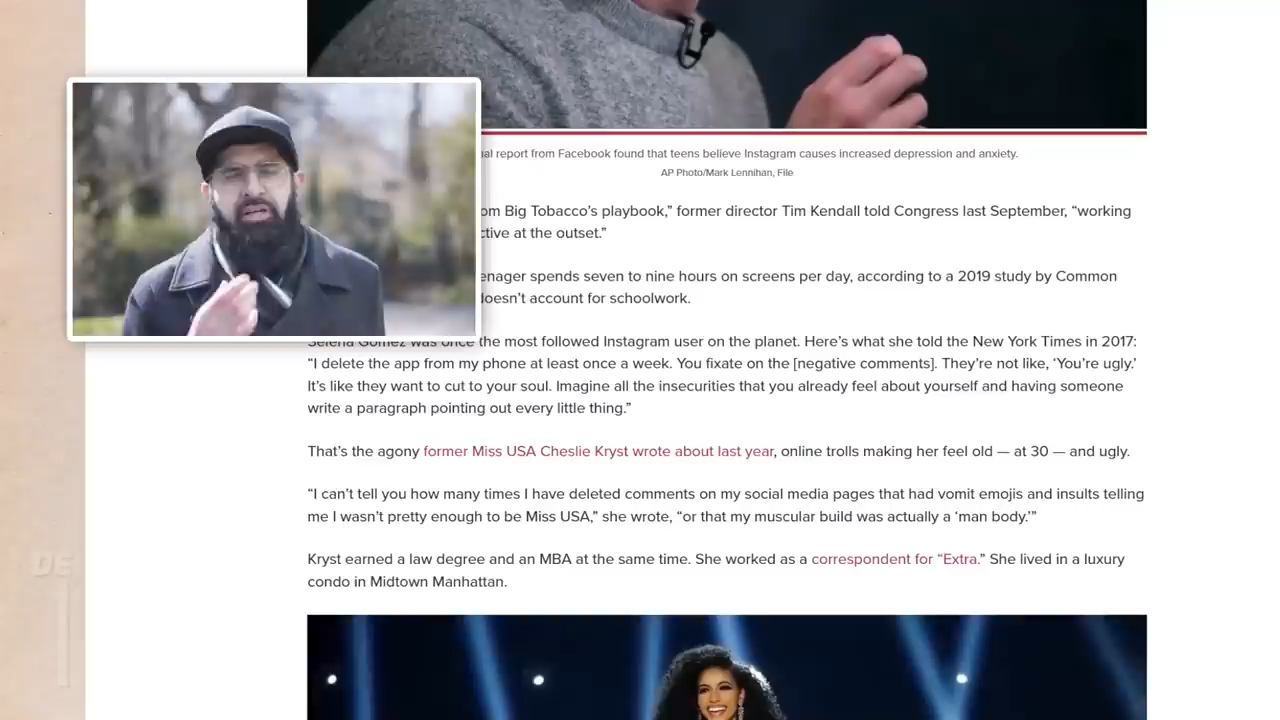 report from Facebook found that teens believe Instagram causes increased depression and anxiety.
AP Photo/Mark Lennihan, File
Big Tobacco’s playbook,” former director Tim Kendall told Congress last September, “working
at the outset.”
spends seven to nine hours on screens per day, according to a 2019 study by Common
doesn’t account for schoolwork.
Selena Gomez was once the most followed Instagram user on the planet. Here’s what she told the New York Times in 2017:
“I delete the app from my phone at least once a week. You fixate on the [negative comments]. They’re not like, ‘You’re ugly.’
It’s like they want to cut to your soul. Imagine all the insecurities that you already feel about yourself and having someone
write a paragraph pointing out every little thing.”
That’s the agony former Miss USA Cheslie Kryst wrote about last year, online trolls making her feel old — at 30 — and ugly.
“I can’t tell you how many times I have deleted comments on my social media pages that had vomit emojis and insults telling
me I wasn’t pretty enough to be Miss USA,” she wrote, “or that my muscular build was actually a ‘man body.’”
Kryst earned a law degree and an MBA at the same time. She worked as a correspondent for “Extra.” She lived in a luxury
condo in Midtown Manhattan.
DE